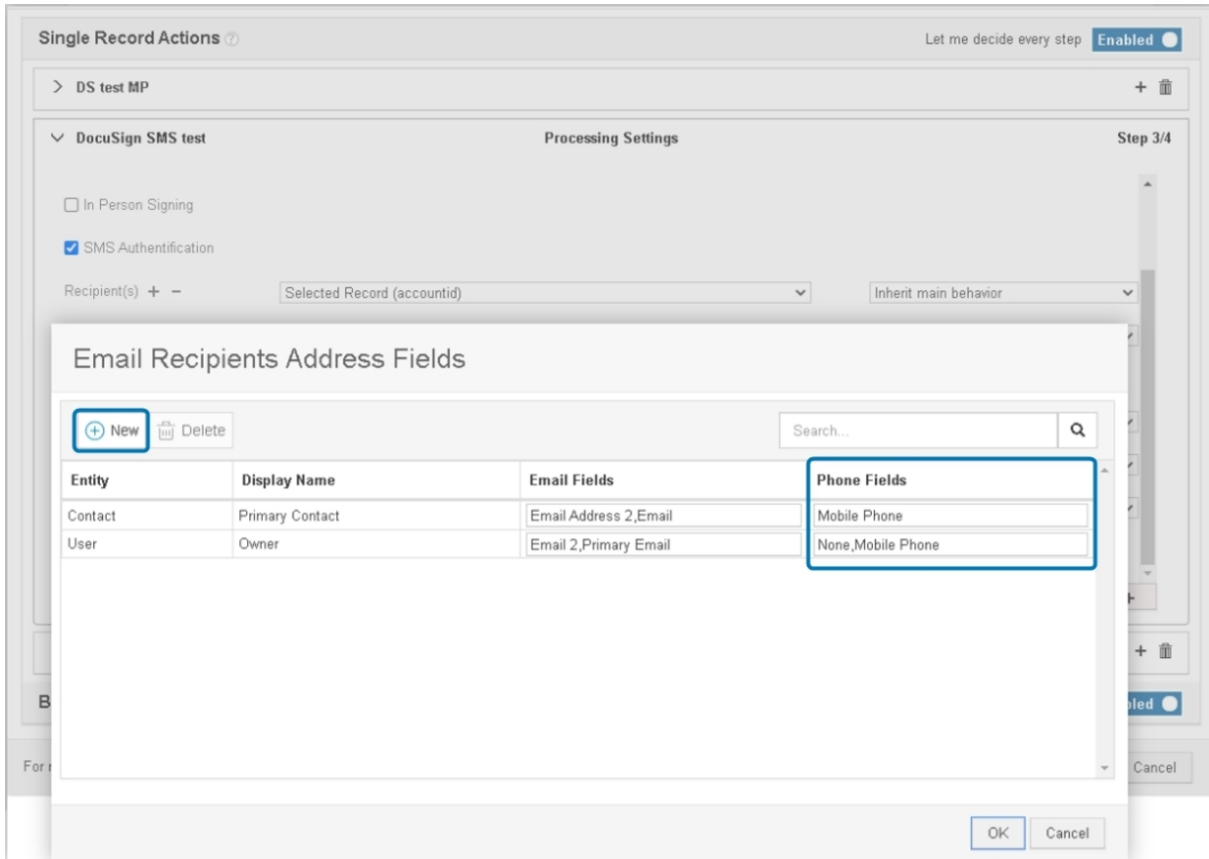 Single Record Actions ?
Let me decide every step Enabled
DS test MP
DocuSign SMS test Processing Settings Step 3/4
In Person Signing
SMS Authentification
Recipient(s) + − Selected Record (accountid) Inherit main behavior
Email Recipients Address Fields
New Delete Search...
Entity Display Name Email Fields Phone Fields
Contact Primary Contact Email Address 2,Email Mobile Phone
User Owner Email 2,Primary Email None,Mobile Phone
B
For Cancel
OK Cancel